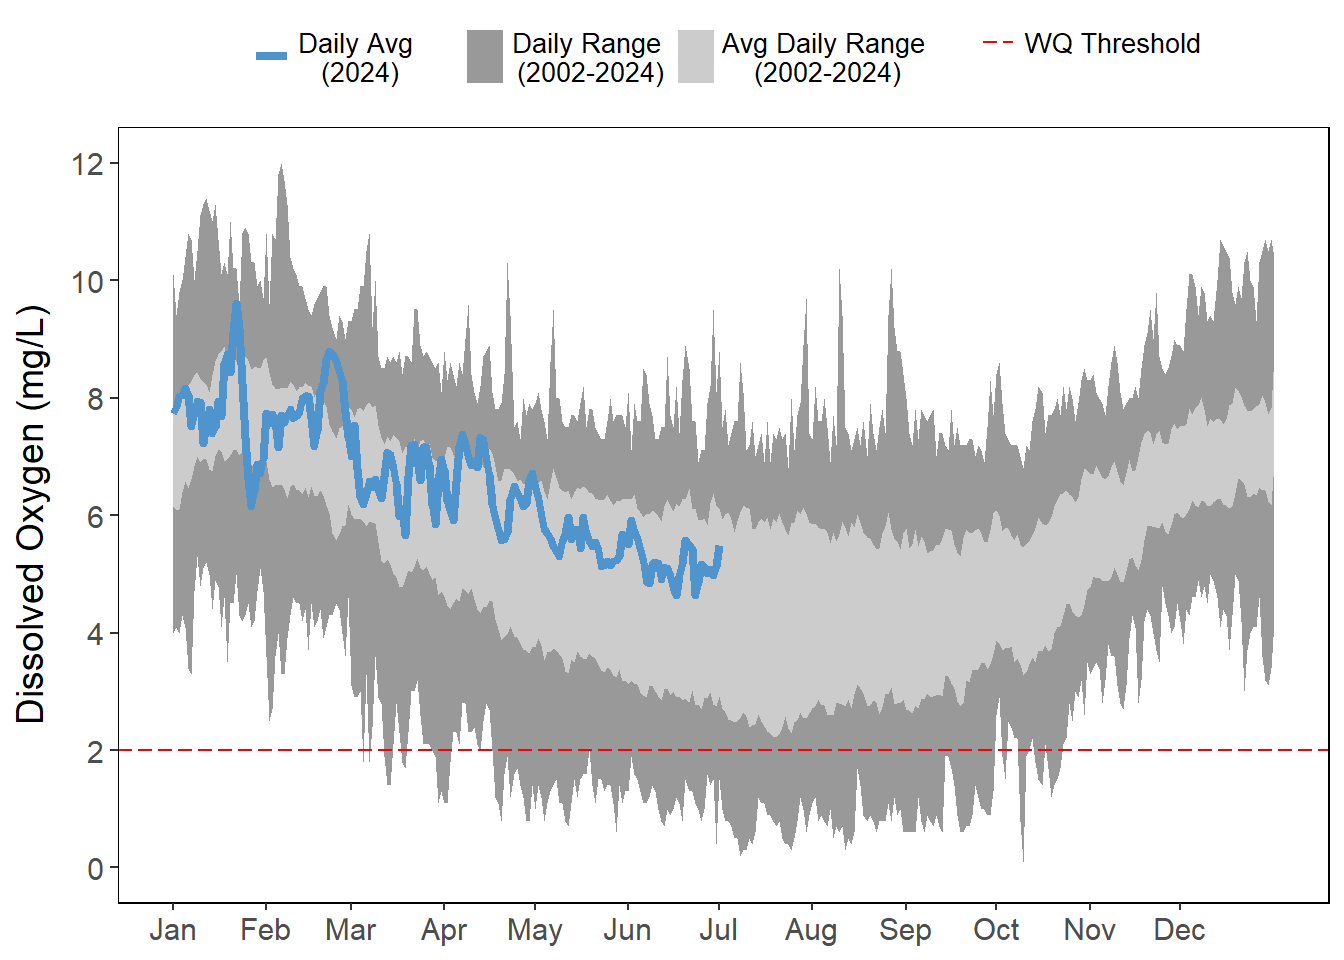 Daily Avg
(2024)
Daily Range
(2002-2024)
Avg Daily Range
(2002-2024)
WQ Threshold
Dissolved Oxygen (mg/L)
12
10
8
6
4
2
0
Jan Feb Mar Apr May Jun Jul Aug Sep Oct Nov Dec